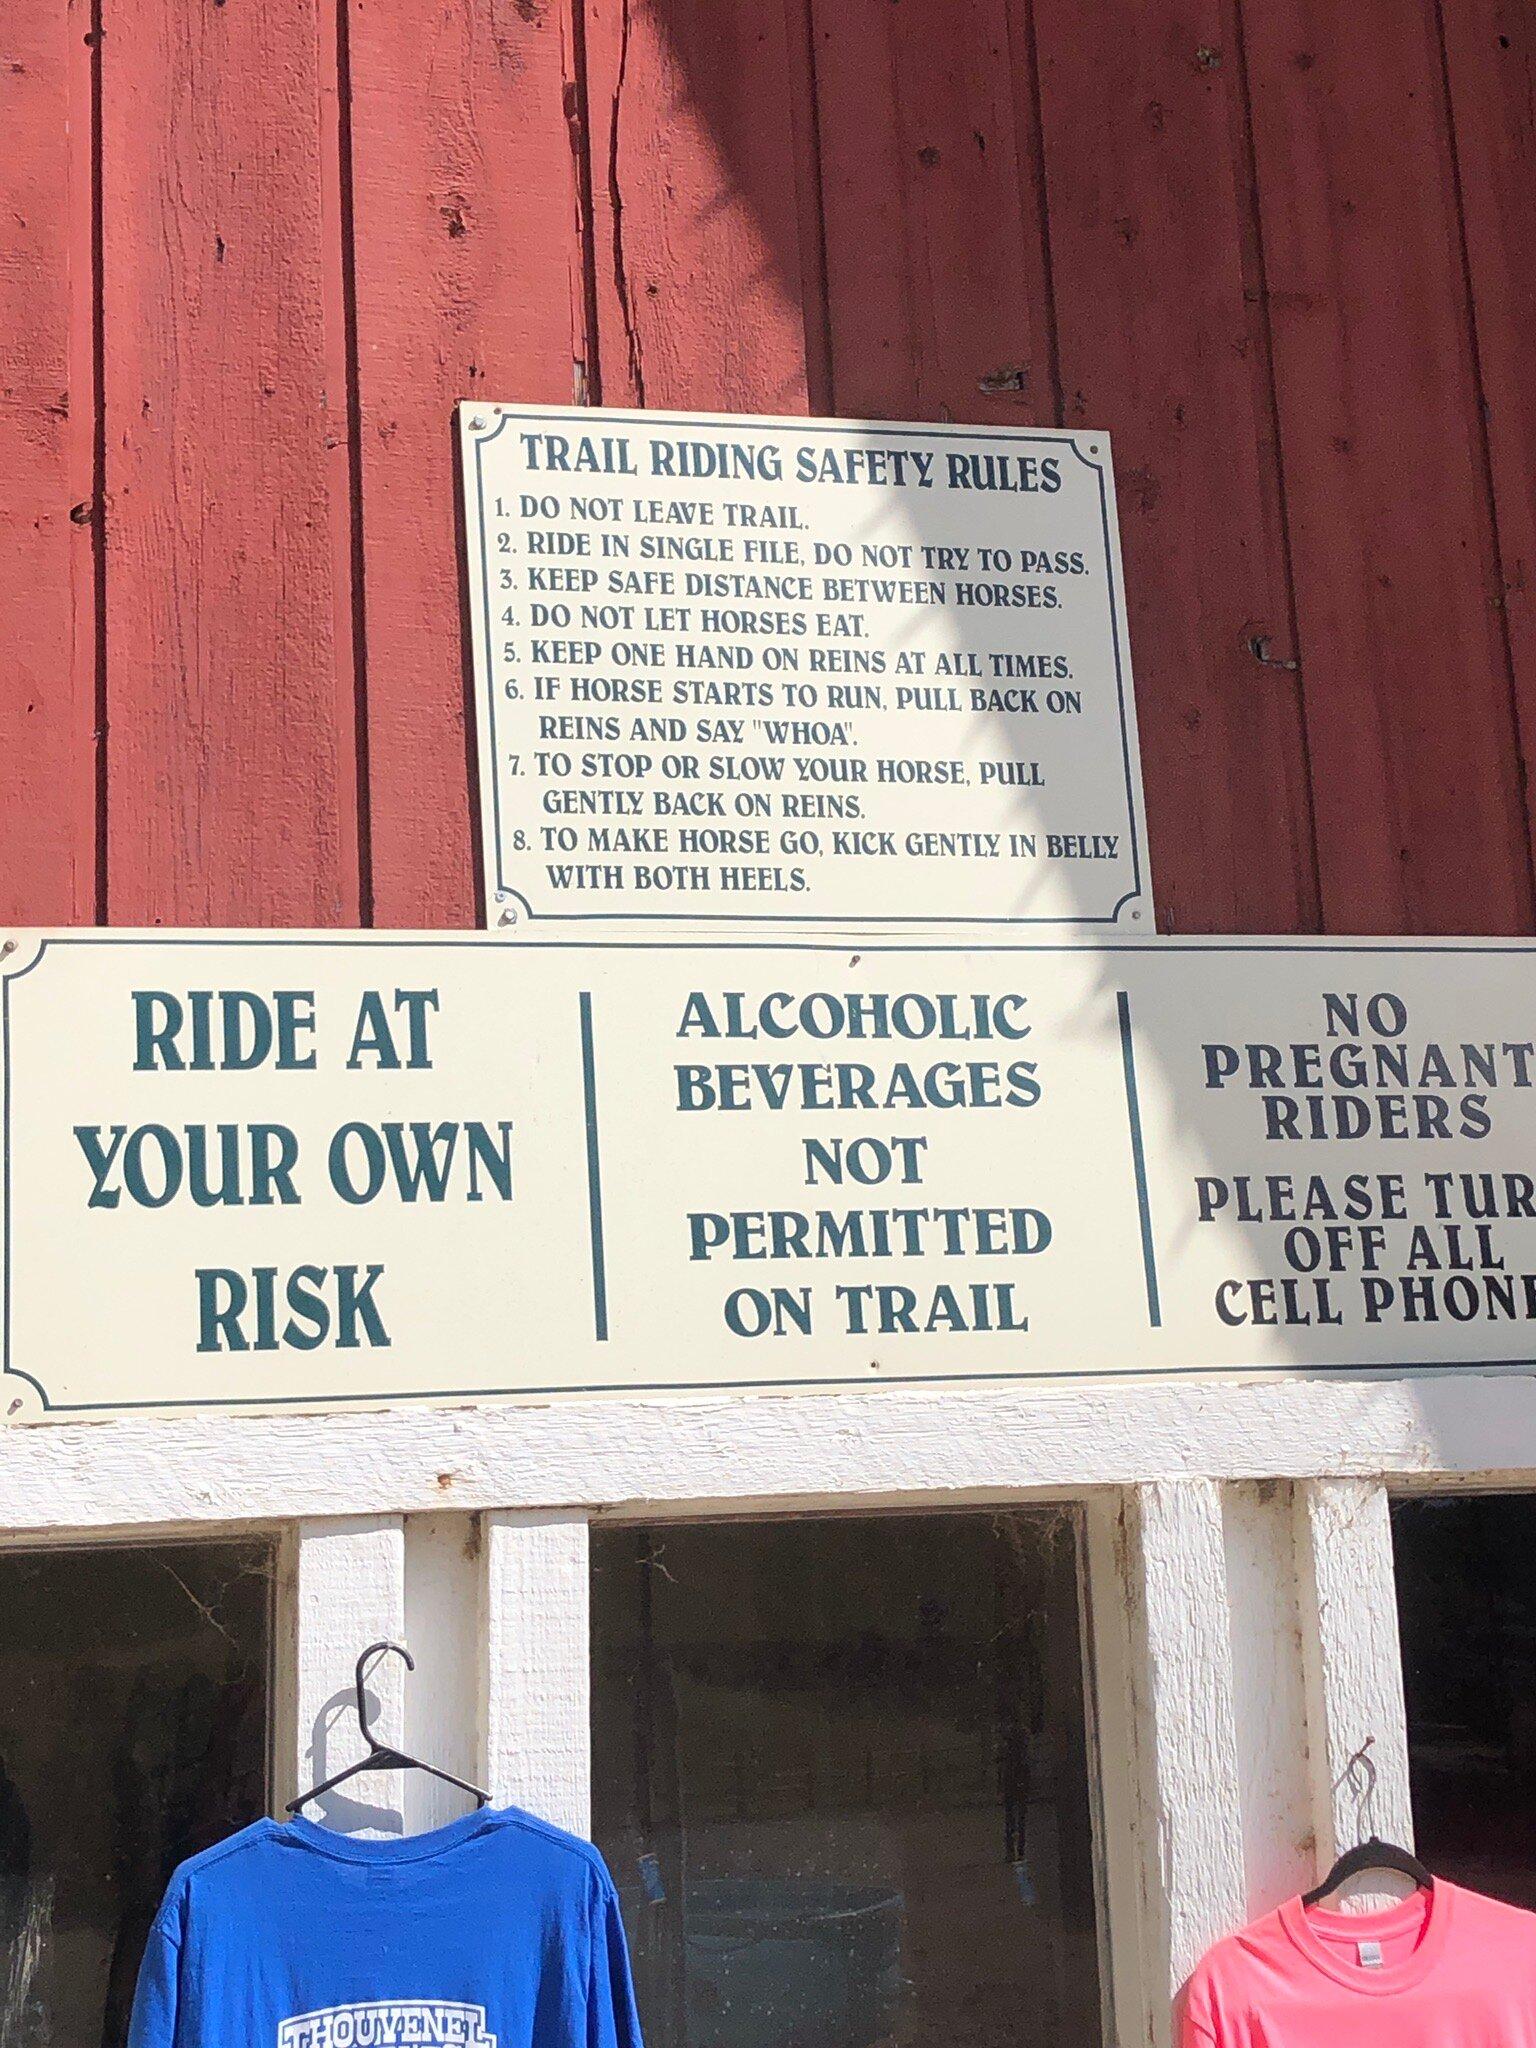 TRAIL RIDING SAFETY RULES
1. DO NOT LEAVE TRAIL.
2. RIDE IN SINGLE FILE, DO NOT TRY TO PASS.
3. KEEP SAFE DISTANCE BETWEEN HORSES.
4. DO NOT LET HORSES EAT.
5. KEEP ONE HAND ON REINS AT ALL TIMES.
6. IF HORSE STARTS TO RUN, PULL BACK ON
REINS AND SAY "WHOA".
7. TO STOP OR SLOW YOUR HORSE, PULL
GENTLY BACK ON REINS.
8. TO MAKE HORSE GO, KICK GENTLY IN BELLY
WITH BOTH HEELS.
RIDE AT
YOUR OWN
RISK
ALCOHOLIC
BEVERAGES
NOT
PERMITTED
ON TRAIL
NO
PREGNANT
RIDERS
PLEASE TUR
OFF ALL
CELL PHON
THOUVENEL